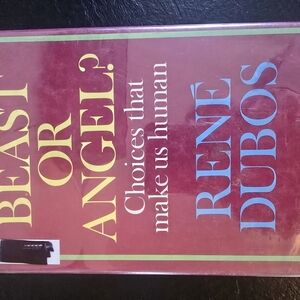 BEAST
OR
ANGEL?
Choices that
make us human
RENÉ
DUBOS